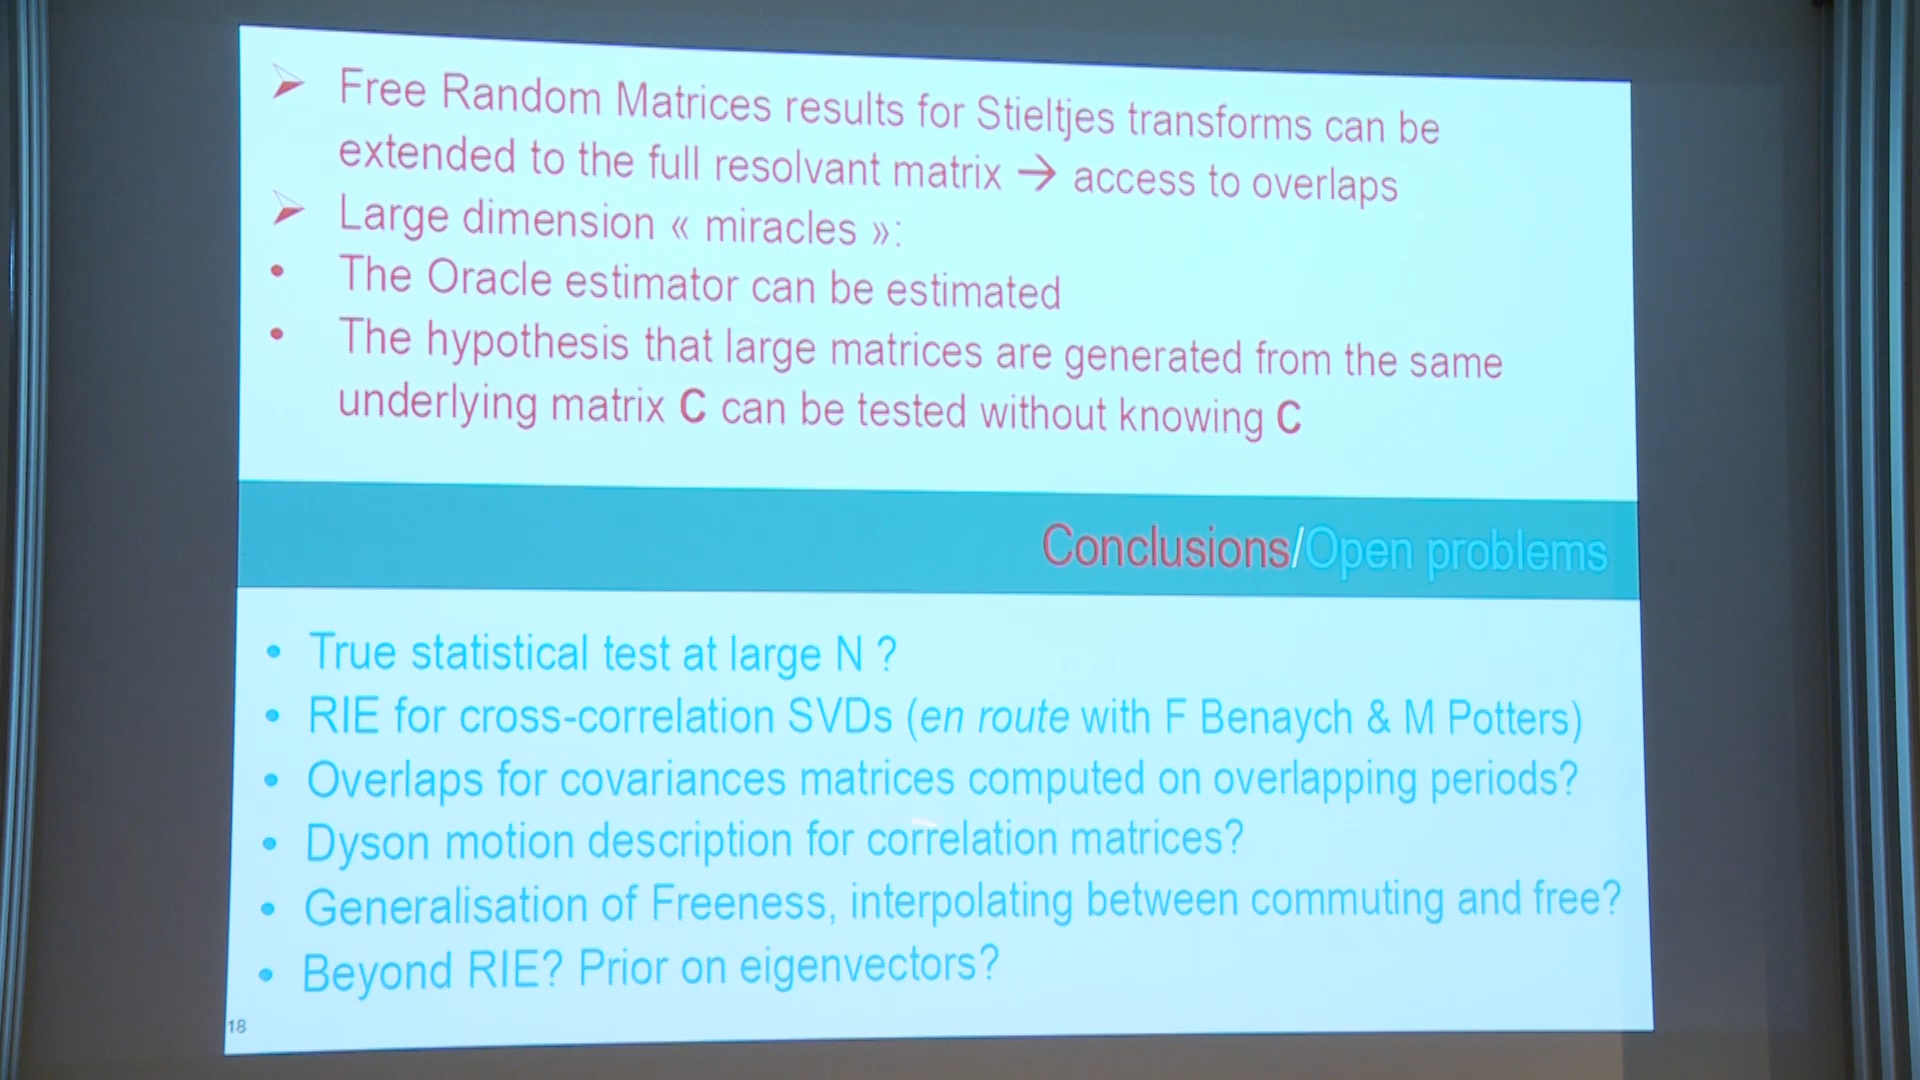 ➢ Free Random Matrices results for Stieltjes transforms can be
extended to the full resolvant matrix → access to overlaps
➢ Large dimension « miracles »:
• The Oracle estimator can be estimated
• The hypothesis that large matrices are generated from the same
underlying matrix C can be tested without knowing C
Conclusions/Open problems
• True statistical test at large N ?
• RIE for cross-correlation SVDs (en route with F Benaych & M Potters)
• Overlaps for covariances matrices computed on overlapping periods?
• Dyson motion description for correlation matrices?
• Generalisation of Freeness, interpolating between commuting and free?
• Beyond RIE? Prior on eigenvectors?
18